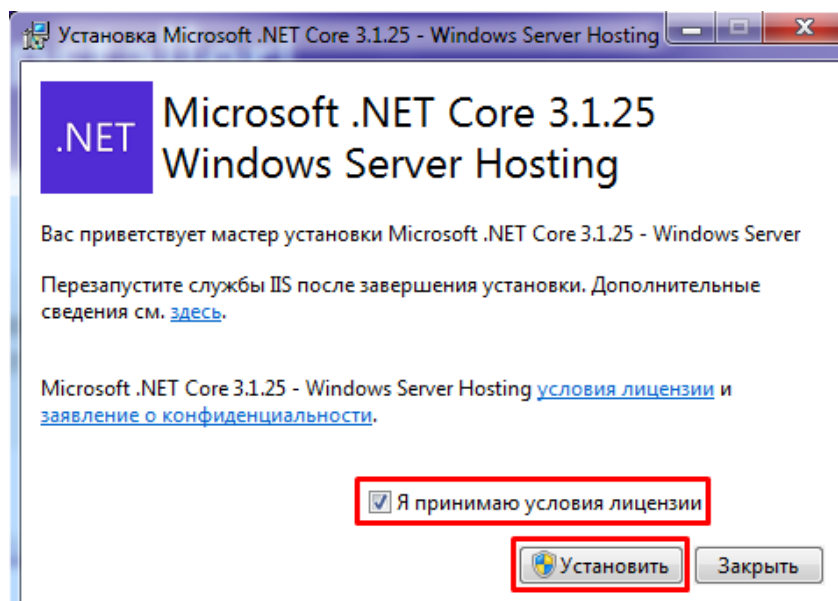 Установка Microsoft .NET Core 3.1.25 - Windows Server Hosting
.NET
Microsoft .NET Core 3.1.25
Windows Server Hosting
Вас приветствует мастер установки Microsoft .NET Core 3.1.25 - Windows Server
Перезапустите службы IIS после завершения установки. Дополнительные
сведения см. здесь.
Microsoft .NET Core 3.1.25 - Windows Server Hosting условия лицензии и
заявление о конфиденциальности.
Я принимаю условия лицензии
Установить
Закрыть